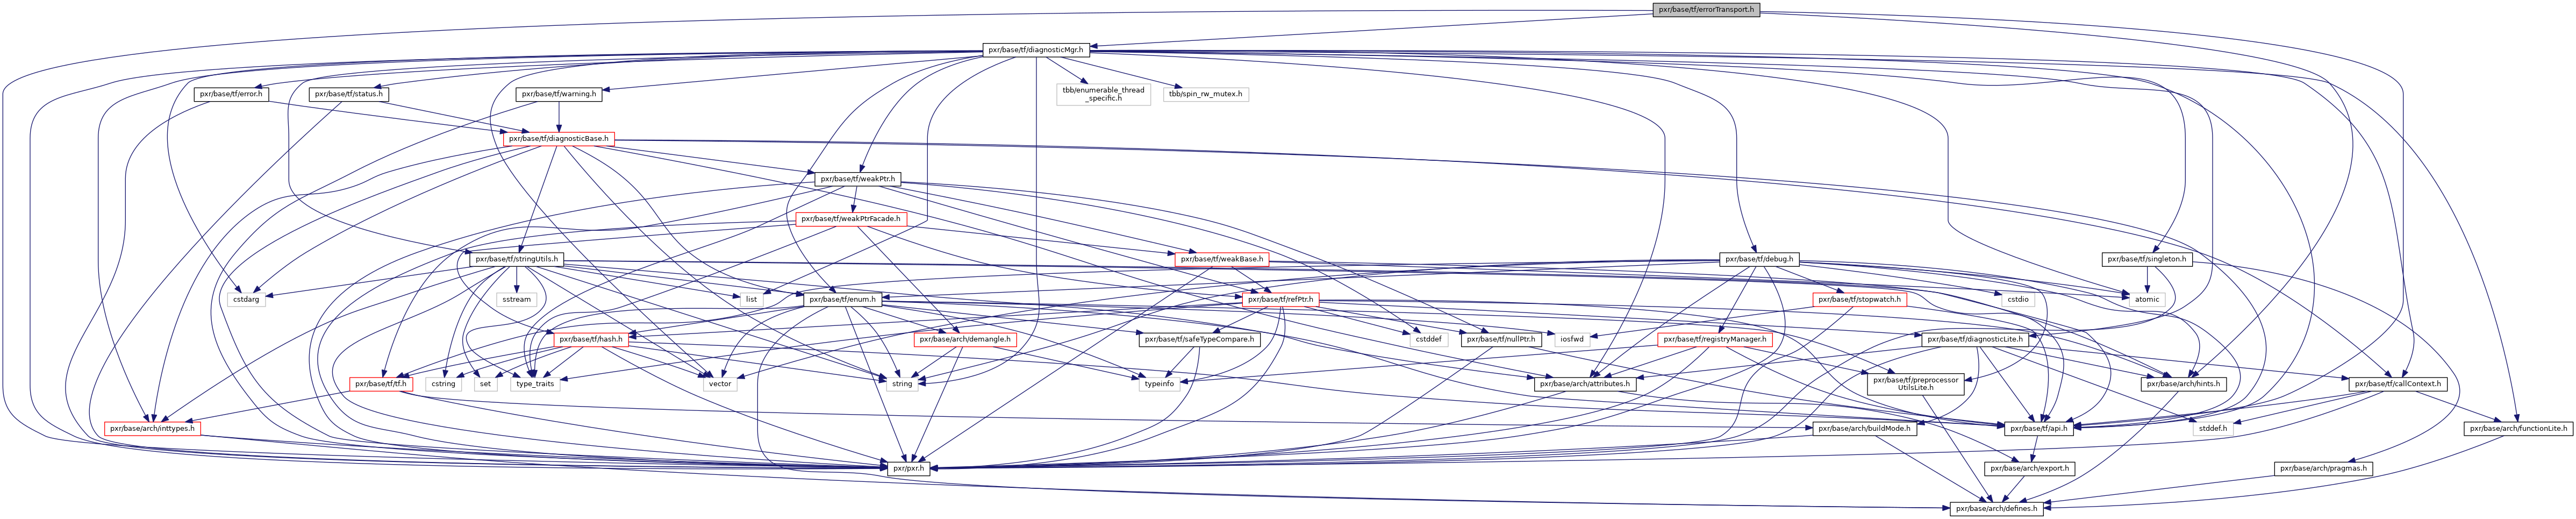 pxr/base/tf/errorTransport.h
pxr/base/tf/diagnosticMgr.h
pxr/base/tf/error.h
pxr/base/tf/status.h
pxr/base/tf/warning.h
tbb/enumerable_thread
_specific.h
tbb/spin_rw_mutex.h
pxr/base/tf/diagnosticBase.h
pxr/base/tf/weakPtr.h
pxr/base/tf/weakPtrFacade.h
pxr/base/tf/stringUtils.h
pxr/base/tf/weakBase.h
pxr/base/tf/debug.h
pxr/base/tf/singleton.h
cstdarg
sstream
list
pxr/base/tf/enum.h
pxr/base/tf/refPtr.h
pxr/base/tf/stopwatch.h
cstdio
atomic
pxr/base/tf/hash.h
pxr/base/arch/demangle.h
pxr/base/tf/safeTypeCompare.h
cstddef
pxr/base/tf/nullPtr.h
iosfwd
pxr/base/tf/registryManager.h
pxr/base/tf/diagnosticLite.h
pxr/base/tf/tf.h
cstring
set
type_traits
vector
string
typeinfo
pxr/base/arch/attributes.h
pxr/base/tf/preprocessor
UtilsLite.h
pxr/base/arch/hints.h
pxr/base/tf/callContext.h
pxr/base/arch/inttypes.h
pxr/base/arch/buildMode.h
pxr/base/tf/api.h
stddef.h
pxr/base/arch/functionLite.h
pxr/pxr.h
pxr/base/arch/export.h
pxr/base/arch/pragmas.h
pxr/base/arch/defines.h